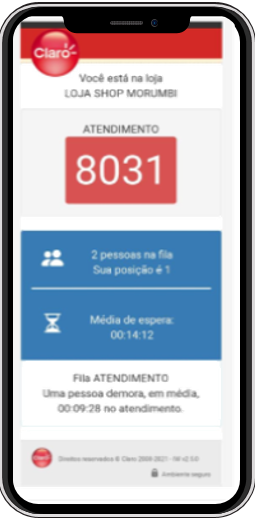 Claro
Você está na loja
LOJA SHOP MORUMBI
ATENDIMENTO
8031
2 pessoas na fila
Sua posição é 1
Média de espera:
00:14:12
Fila ATENDIMENTO
Uma pessoa demora, em média,
00:09:28 no atendimento.
Claro
Direitos reservados © Claro 2000-2021 -
Ambiente seguro